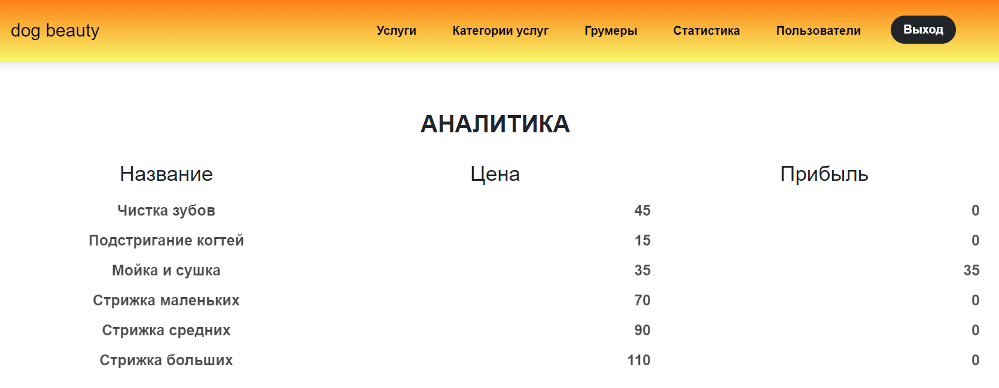 dog beauty Услуги Категории услуг Грумеры Статистика Пользователи Выход
АНАЛИТИКА
Название Цена Прибыль
Чистка зубов 45 0
Подстригание когтей 15 0
Мойка и сушка 35 35
Стрижка маленьких 70 0
Стрижка средних 90 0
Стрижка больших 110 0